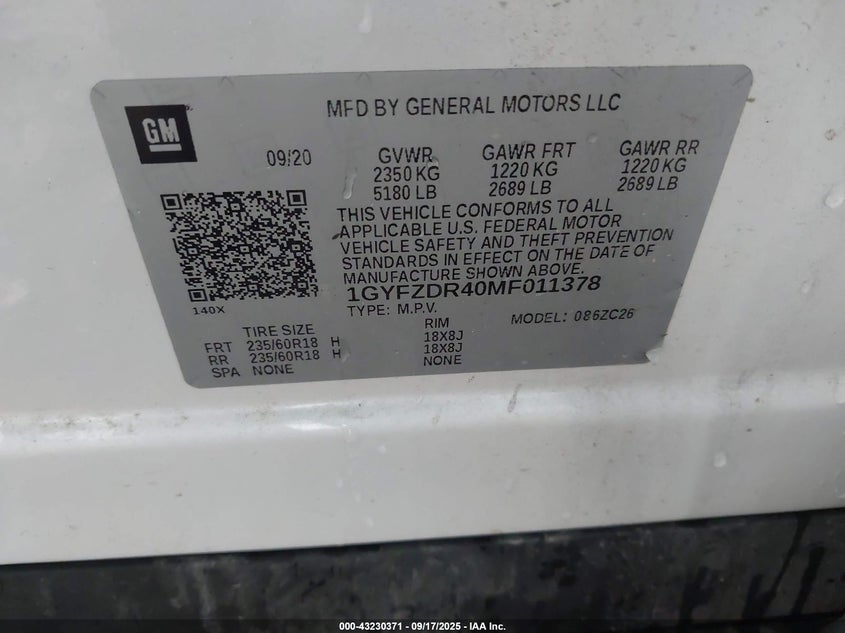 GM
MFD BY GENERAL MOTORS LLC
09/20
GVWR
2350 KG
5180 LB
GAWR FRT
1220 KG
2689 LB
GAWR RR
1220 KG
2689 LB
THIS VEHICLE CONFORMS TO ALL
APPLICABLE U.S. FEDERAL MOTOR
VEHICLE SAFETY AND THEFT PREVENTION
STANDARDS IN EFFECT ON THE DATE OF
MANUFACTURE SHOWN ABOVE.
1GYFZDR40MF011378
140X
TYPE: M.P.V.
MODEL: 086ZC26
TIRE SIZE
RIM
FRT 235/60R18 H 18X8J
RR 235/60R18 H 18X8J
SPA NONE NONE
000-43230371 - 09/17/2025 - IAA Inc.